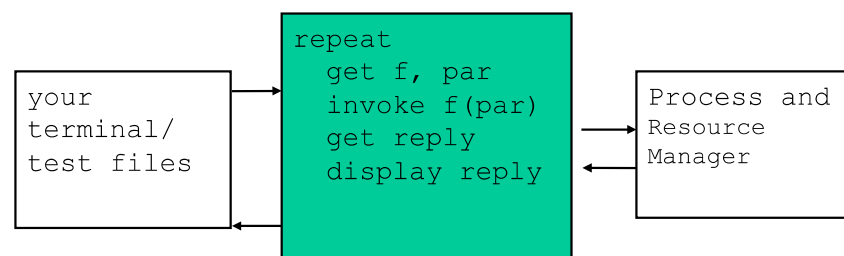 your
terminal/
test files
repeat
get f, par
invoke f(par)
get reply
display reply
Process and
Resource
Manager